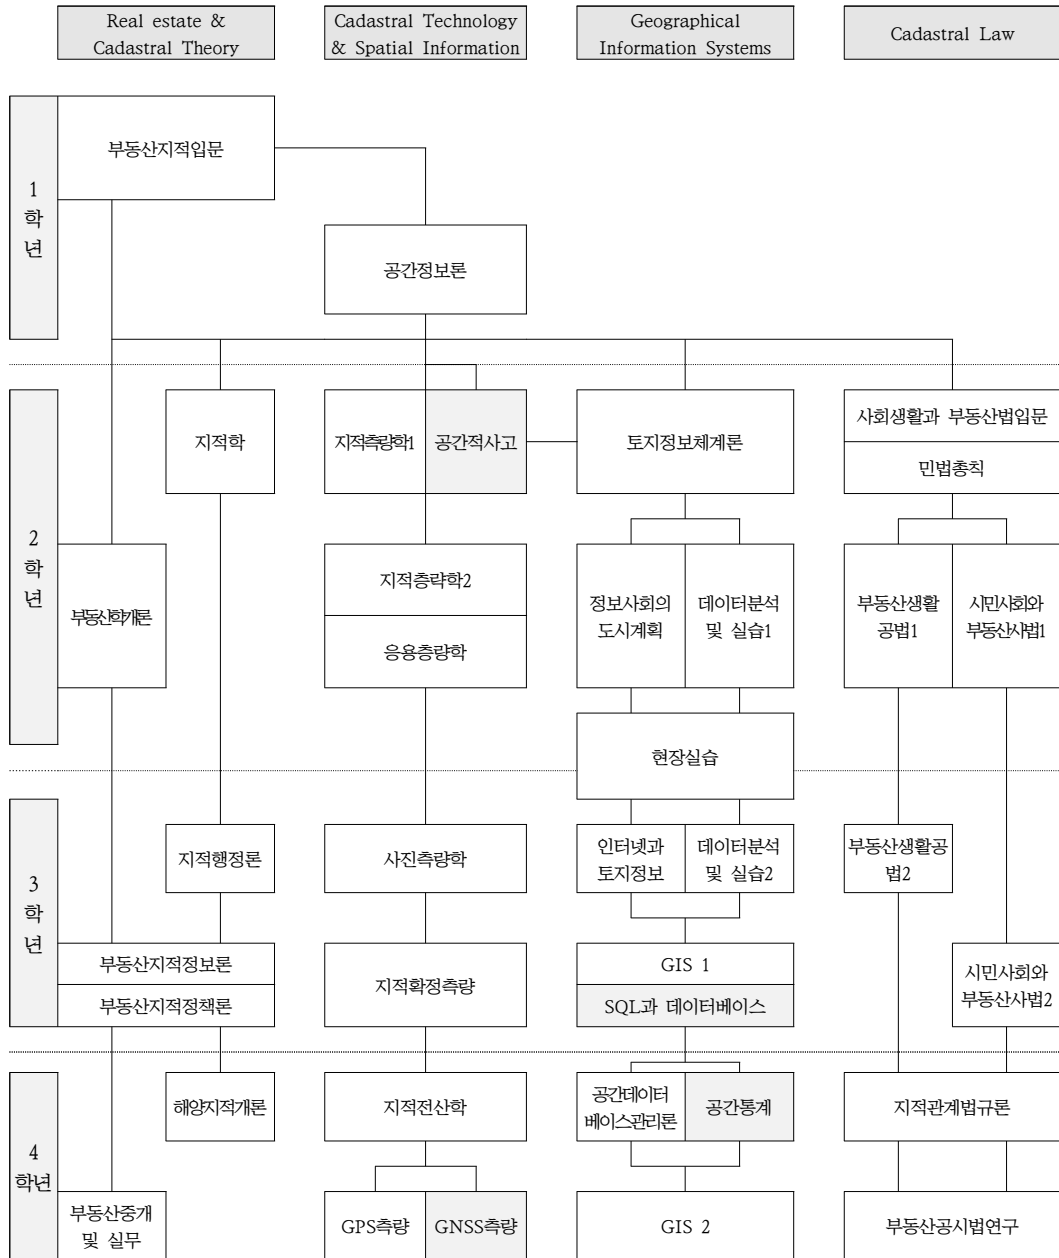 Real estate &
Cadastral Theory
Cadastral Technology
& Spatial Information
Geographical
Information Systems
Cadastral Law
1
학
년
부동산지적입문
공간정보론
2
학
년
지적학
지적측량학1
공간적사고
토지정보체계론
사회생활과 부동산법입문
민법총칙
부동산학개론
지적층략학2
응용층량학
정보사회의
도시계획
데이터분석
및 실습1
부동산생활
공법1
시민사회와
부동산사법1
현장실습
3
학
년
지적행정론
사진측량학
인터넷과
토지정보
데이터분석
및 실습2
부동산생활공
법2
부동산지적정보론
부동산지적정책론
지적확정측량
GIS 1
SQL과 데이터베이스
시민사회와
부동산사법2
4
학년
해양지적개론
지적전산학
공간데이터
베이스관리론
공간통계
지적관계법규론
부동산중개
및 실무
GPS측량
GNSS측량
GIS 2
부동산공시법연구